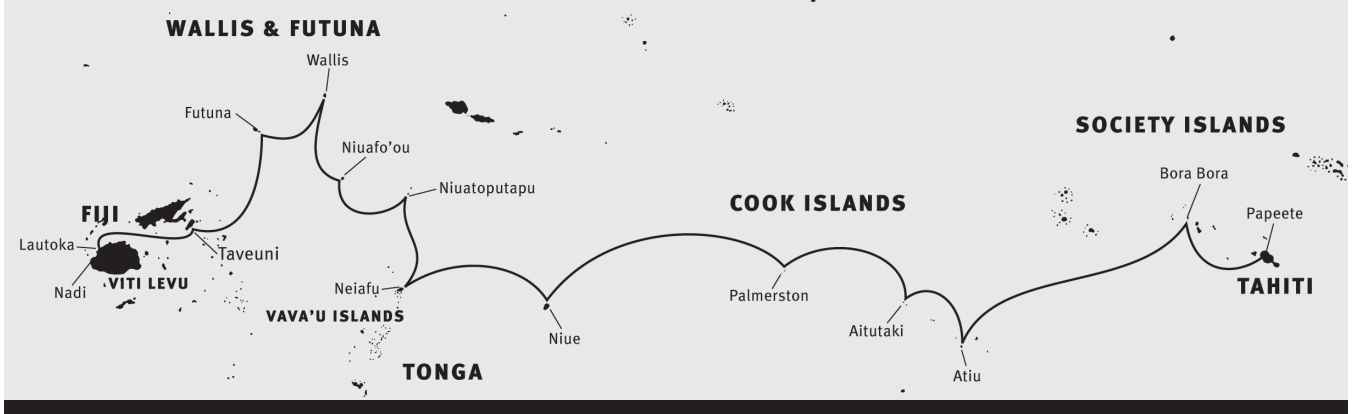 WALLIS & FUTUNA
Wallis
Futuna
Niuafo’ou
Niuatoputapu
FIJI
Lautoka
Taveuni
Nadi
VITI LEVU
Neiafu
VAVA’U ISLANDS
TONGA
Niue
COOK ISLANDS
Palmerston
Aitutaki
Atiu
SOCIETY ISLANDS
Bora Bora
Papeete
TAHITI